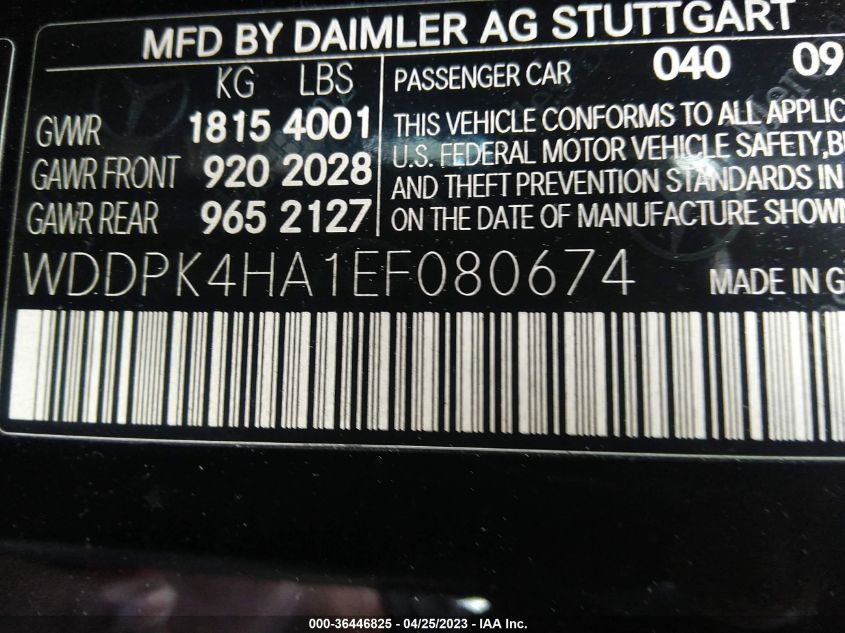 MFD BY DAIMLER AG STUTTGART
KG LBS
GVWR 1815 4001
GAWR FRONT 920 2028
GAWR REAR 965 2127
PASSENGER CAR 040 09
THIS VEHICLE CONFORMS TO ALL APPLIC
U.S. FEDERAL MOTOR VEHICLE SAFETY,B
AND THEFT PREVENTION STANDARDS IN
ON THE DATE OF MANUFACTURE SHOWN
WDDPK4HA1EF080674 MADE IN G
000-36446825 - 04/25/2023 - IAA Inc.